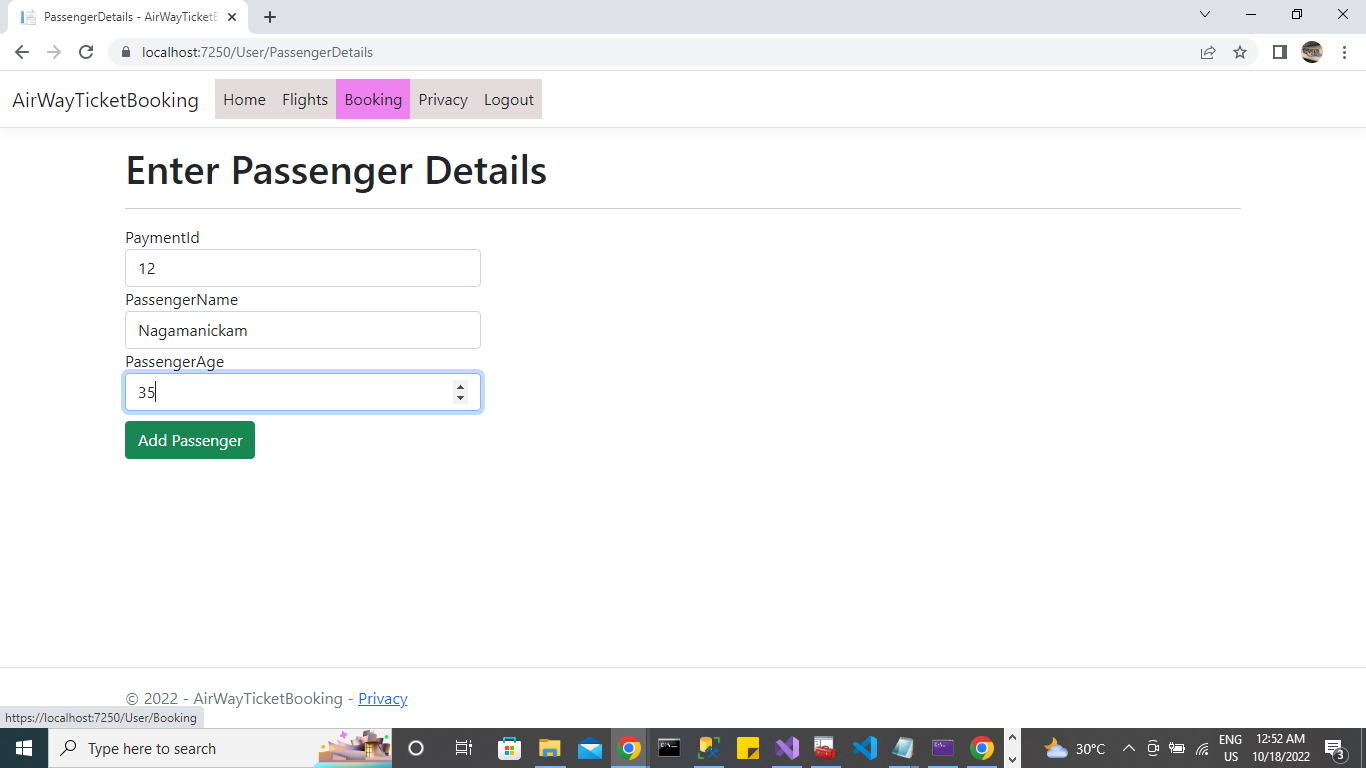 PassengerDetails - AirWayTicketB
localhost:7250/User/PassengerDetails
AirWayTicketBooking Home Flights Booking Privacy Logout
Enter Passenger Details
PaymentId
12
PassengerName
Nagamanickam
PassengerAge
35
Add Passenger
© 2022 - AirWayTicketBooking - Privacy
https://localhost:7250/User/Booking
Type here to search
30°C
ENG
US
12:52 AM
10/18/2022
3